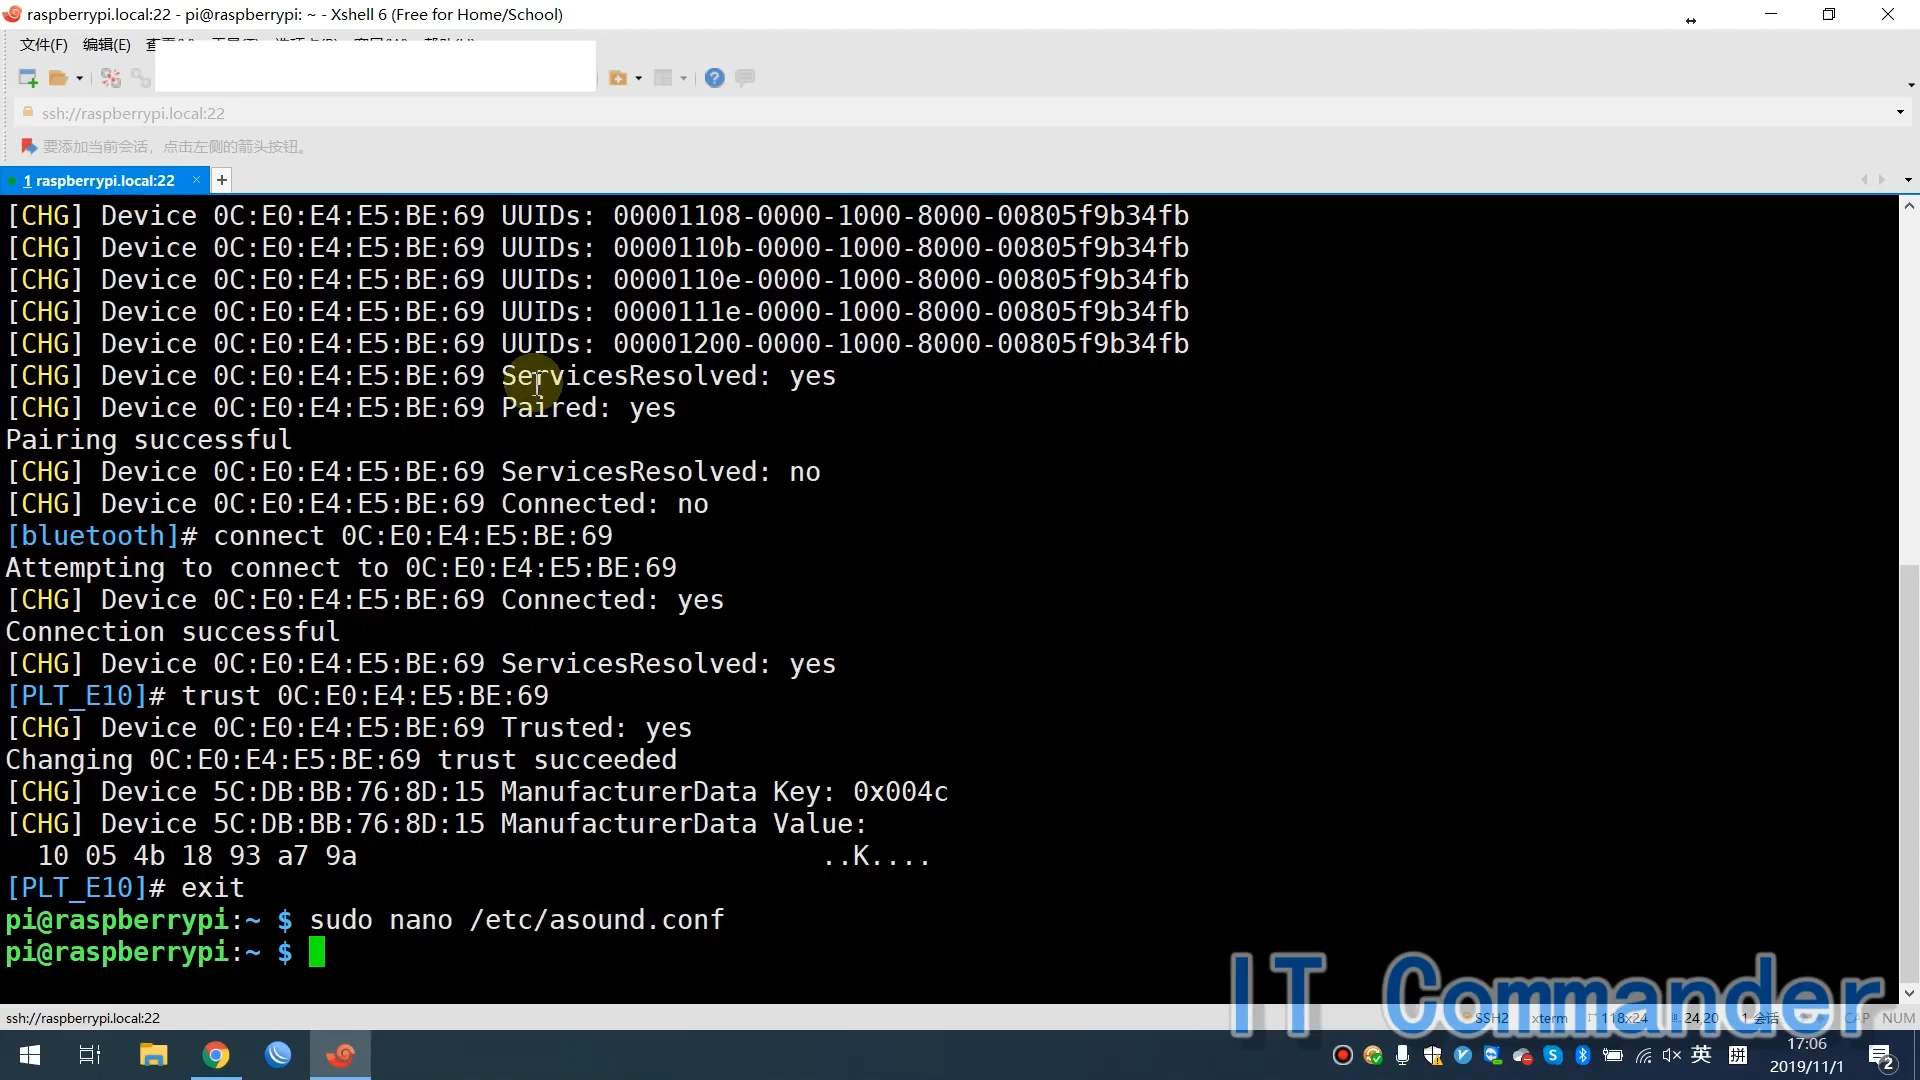 raspberrypi.local:22 - pi@raspberrypi: ~ - Xshell 6 (Free for Home/School)
文件(F) 编辑(E)
ssh://raspberrypi.local:22
要添加当前会话，点击左侧的箭头按钮。
1 raspberrypi.local:22 × +
[CHG] Device 0C:E0:E4:E5:BE:69 UUIDs: 00001108-0000-1000-8000-00805f9b34fb
[CHG] Device 0C:E0:E4:E5:BE:69 UUIDs: 0000110b-0000-1000-8000-00805f9b34fb
[CHG] Device 0C:E0:E4:E5:BE:69 UUIDs: 0000110e-0000-1000-8000-00805f9b34fb
[CHG] Device 0C:E0:E4:E5:BE:69 UUIDs: 0000111e-0000-1000-8000-00805f9b34fb
[CHG] Device 0C:E0:E4:E5:BE:69 UUIDs: 00001200-0000-1000-8000-00805f9b34fb
[CHG] Device 0C:E0:E4:E5:BE:69 ServicesResolved: yes
[CHG] Device 0C:E0:E4:E5:BE:69 Paired: yes
Pairing successful
[CHG] Device 0C:E0:E4:E5:BE:69 ServicesResolved: no
[CHG] Device 0C:E0:E4:E5:BE:69 Connected: no
[bluetooth]# connect 0C:E0:E4:E5:BE:69
Attempting to connect to 0C:E0:E4:E5:BE:69
[CHG] Device 0C:E0:E4:E5:BE:69 Connected: yes
Connection successful
[CHG] Device 0C:E0:E4:E5:BE:69 ServicesResolved: yes
[PLT_E10]# trust 0C:E0:E4:E5:BE:69
[CHG] Device 0C:E0:E4:E5:BE:69 Trusted: yes
Changing 0C:E0:E4:E5:BE:69 trust succeeded
[CHG] Device 5C:DB:BB:76:8D:15 ManufacturerData Key: 0x004c
[CHG] Device 5C:DB:BB:76:8D:15 ManufacturerData Value:
10 05 4b 18 93 a7 9a ..K....
[PLT_E10]# exit
pi@raspberrypi:~ $ sudo nano /etc/asound.conf
pi@raspberrypi:~ $
IT Commander
ssh://raspberrypi.local:22 SSH2 xterm 118x24 24,20 1 会话 CAP NUM
英 拼 17:06
2019/11/1 2